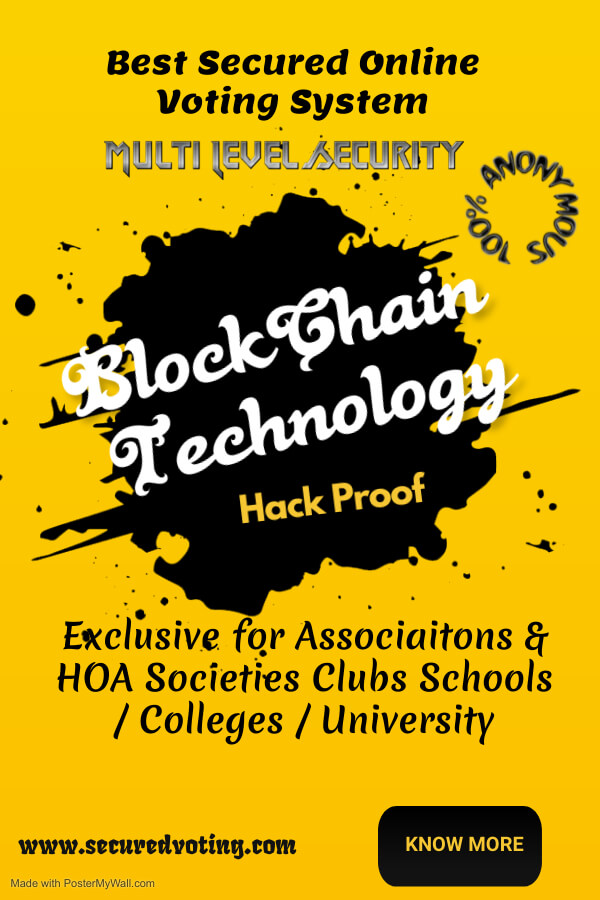 Best Secured Online
Voting System
MULTI LEVEL SECURITY
100% ANONYMOUS
BlockChain
Technology
Hack Proof
Exclusive for Associaitons &
HOA Societies Clubs Schools
/ Colleges / University
www.securedvoting.com
KNOW MORE
Made with PosterMyWall.com